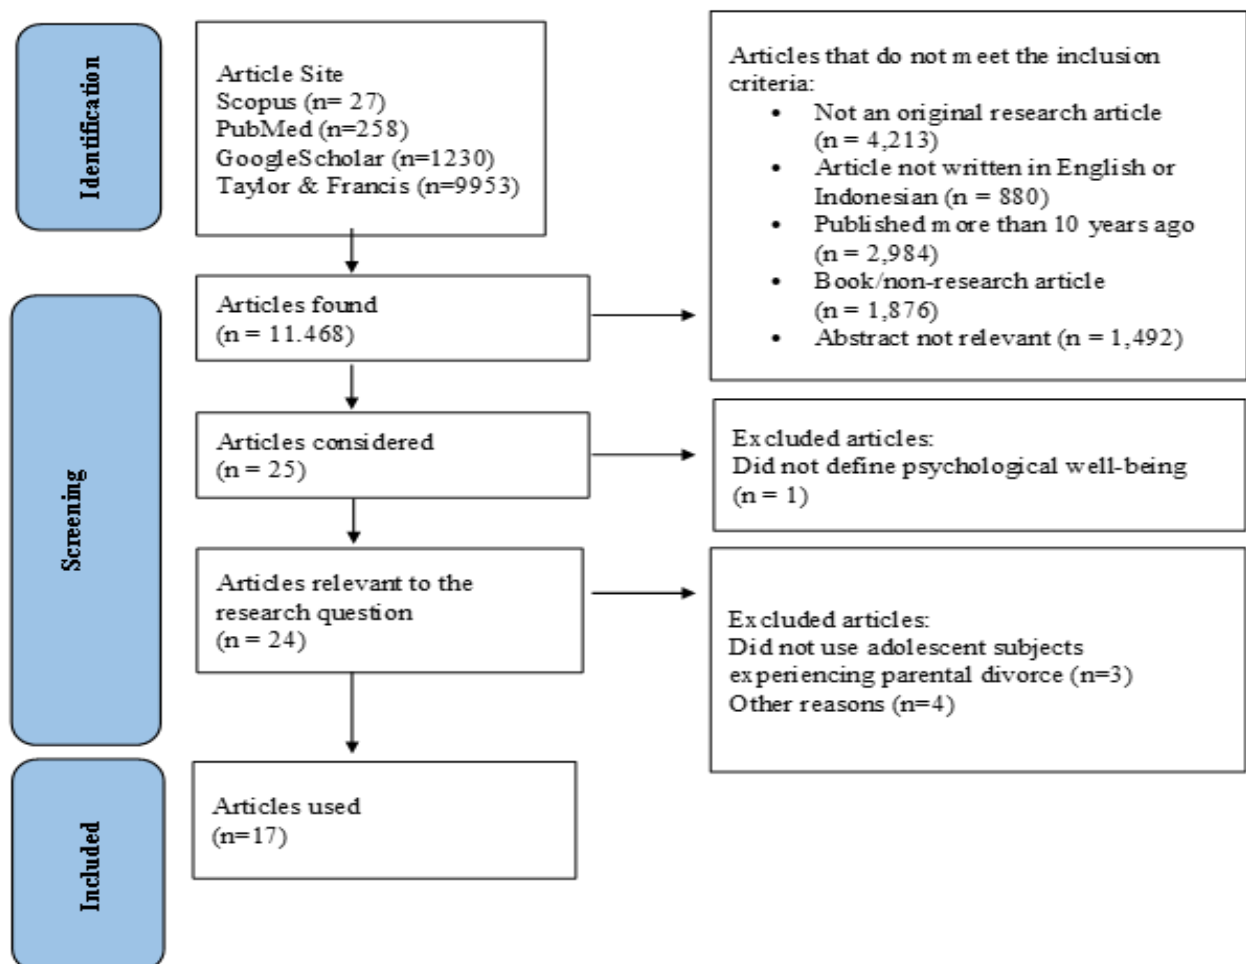 Identification
Article Site
Scopus (n= 27)
PubMed (n=258)
GoogleScholar (n=1230)
Taylor & Francis (n=9953)
Articles that do not meet the inclusion
criteria:
• Not an original research article
(n = 4,213)
• Article not written in English or
Indonesian (n = 880)
• Published more than 10 years ago
(n = 2,984)
• Book/non-research article
(n = 1,876)
• Abstract not relevant (n = 1,492)
Screening
Articles found
(n = 11.468)
Articles considered
(n = 25)
Excluded articles:
Did not define psychological well-being
(n = 1)
Articles relevant to the
research question
(n = 24)
Excluded articles:
Did not use adolescent subjects
experiencing parental divorce (n=3)
Other reasons (n=4)
Included
Articles used
(n=17)